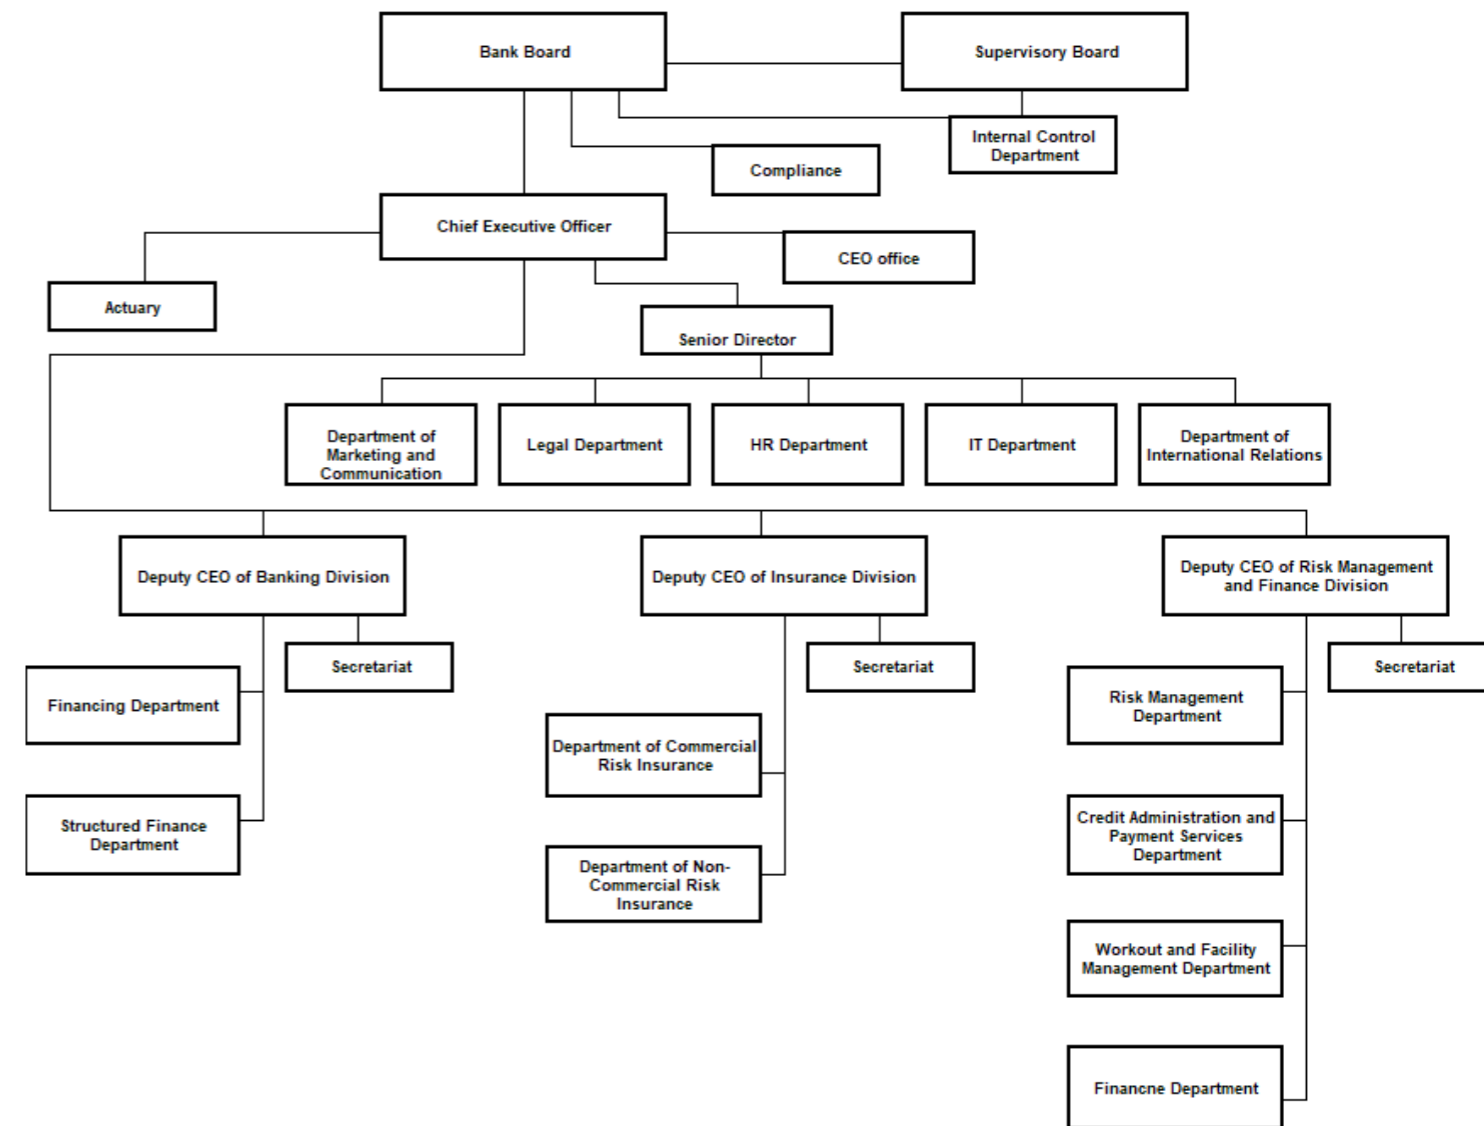 Bank Board
Supervisory Board
Internal Control
Department
Compliance
Chief Executive Officer
CEO office
Actuary
Senior Director
Department of
Marketing and
Communication
Legal Department
HR Department
IT Department
Department of
International Relations
Deputy CEO of Banking Division
Deputy CEO of Insurance Division
Deputy CEO of Risk Management
and Finance Division
Secretariat
Secretariat
Secretariat
Financing Department
Risk Management
Department
Department of Commercial
Risk Insurance
Structured Finance
Department
Credit Administration and
Payment Services
Department
Department of Non-
Commercial Risk
Insurance
Workout and Facility
Management Department
Financne Department